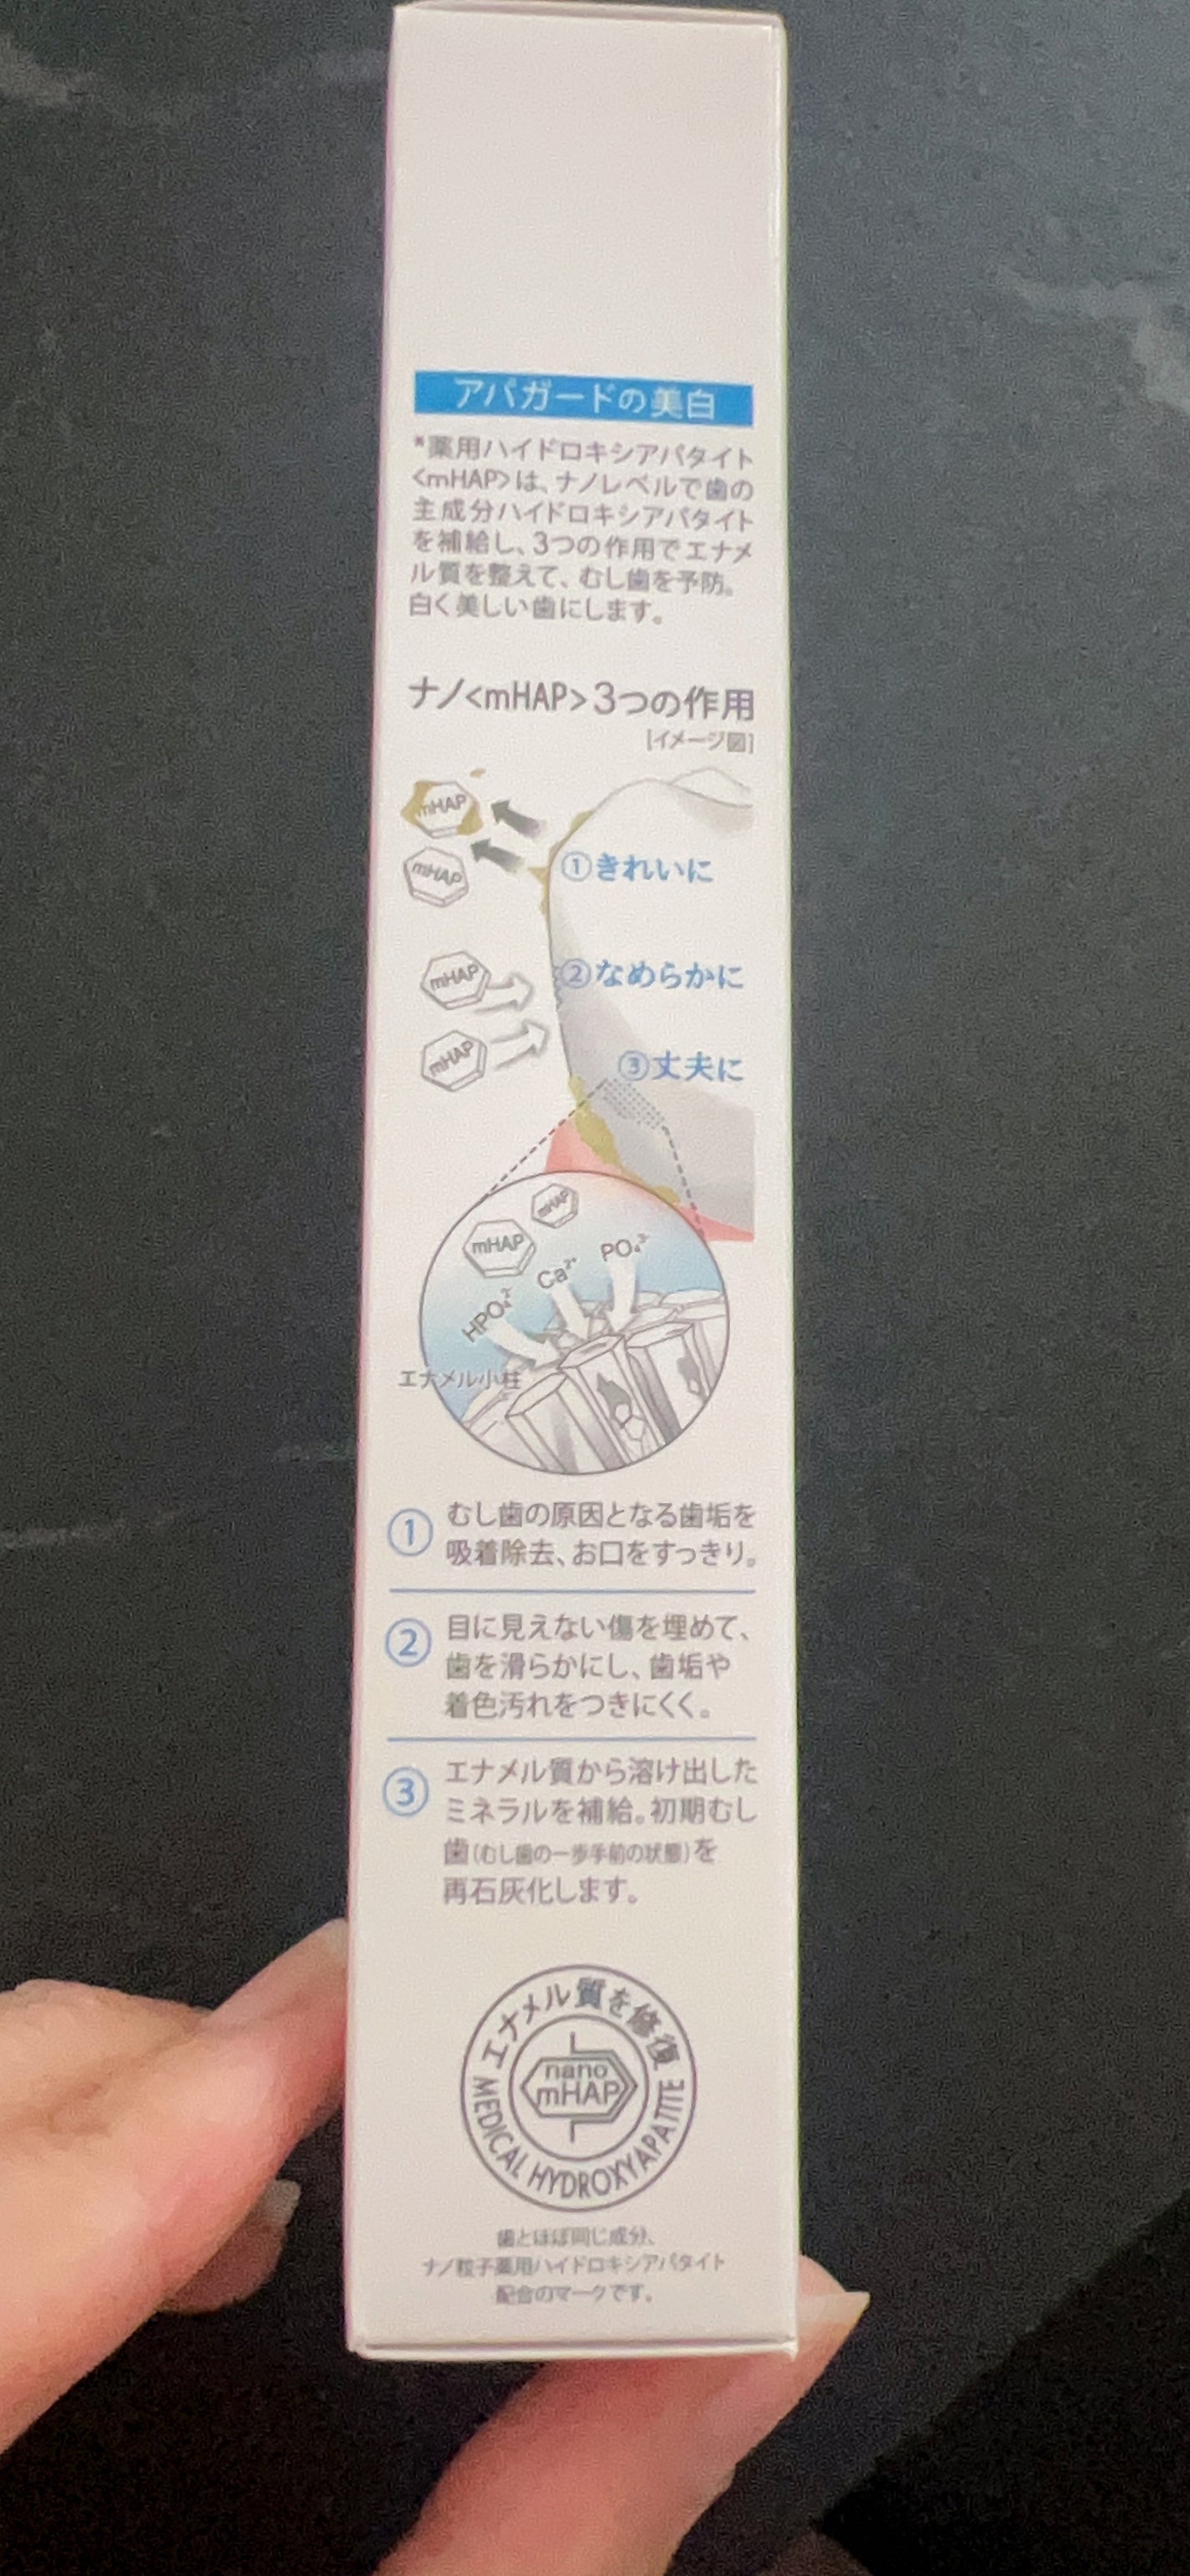 アパガードの美白
*薬用ハイドロキシアパタイト
<mHAP>は、ナノレベルで歯の
主成分ハイドロキシアパタイト
を補給し、3つの作用でエナメ
ル質を整えて、むし歯を予防。
白く美しい歯にします。
ナノ<mHAP>3つの作用
[イメージ図]
mHAP
mHAP
①きれいに
mHAP
②なめらかに
mHAP
③丈夫に
mHAP
mHAP
HPO₄²⁻
Ca²⁺
PO₄³⁻
エナメル小柱
① むし歯の原因となる歯垢を
吸着除去、お口をすっきり。
② 目に見えない傷を埋めて、
歯を滑らかにし、歯垢や
着色汚れをつきにくく。
③ エナメル質から溶け出した
ミネラルを補給。初期むし
歯(むし歯の一歩手前の状態)を
再石灰化します。
エナメル質を修復
nano
mHAP
MEDICAL HYDROXYAPATITE
歯とほぼ同じ成分、
ナノ粒子薬用ハイドロキシアパタイト
配合のマークです。